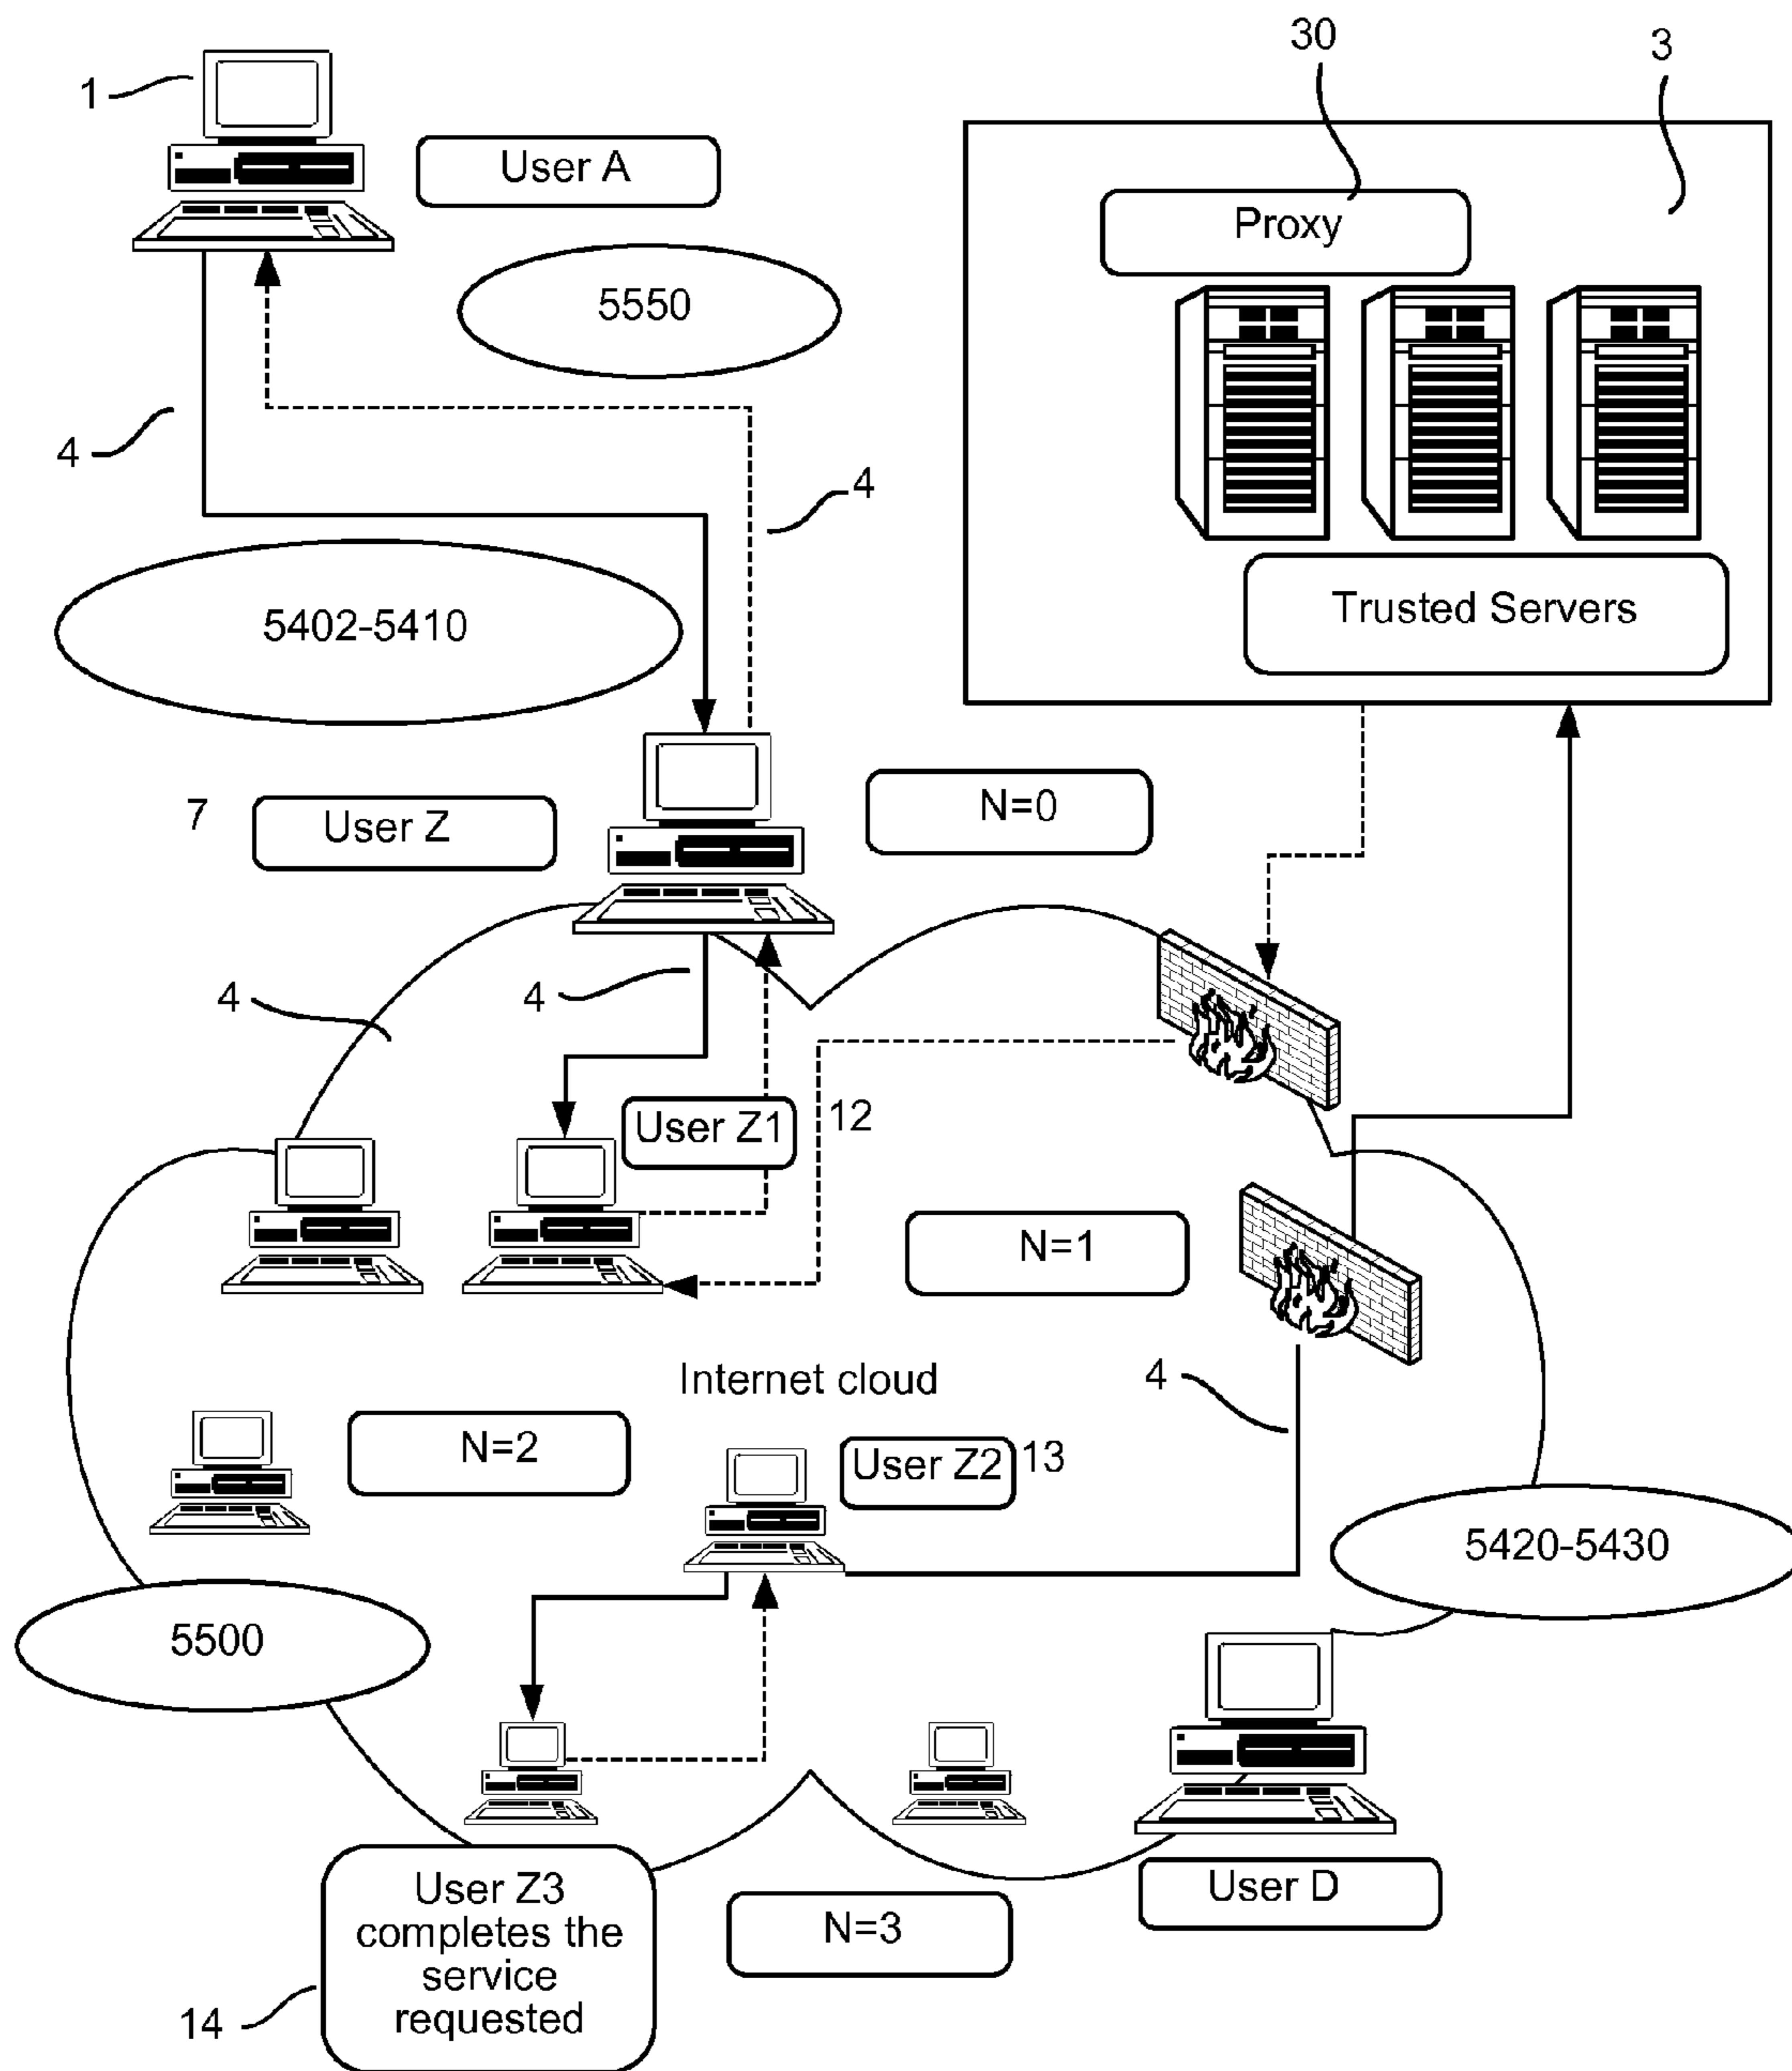 30
3
1
User A
Proxy
5550
4
4
5402-5410
Trusted Servers
7
User Z
N=0
4
4
User Z1
12
N=1
Internet cloud
4
N=2
User Z2
13
5420-5430
5500
User Z3
completes the
service
requested
14
N=3
User D